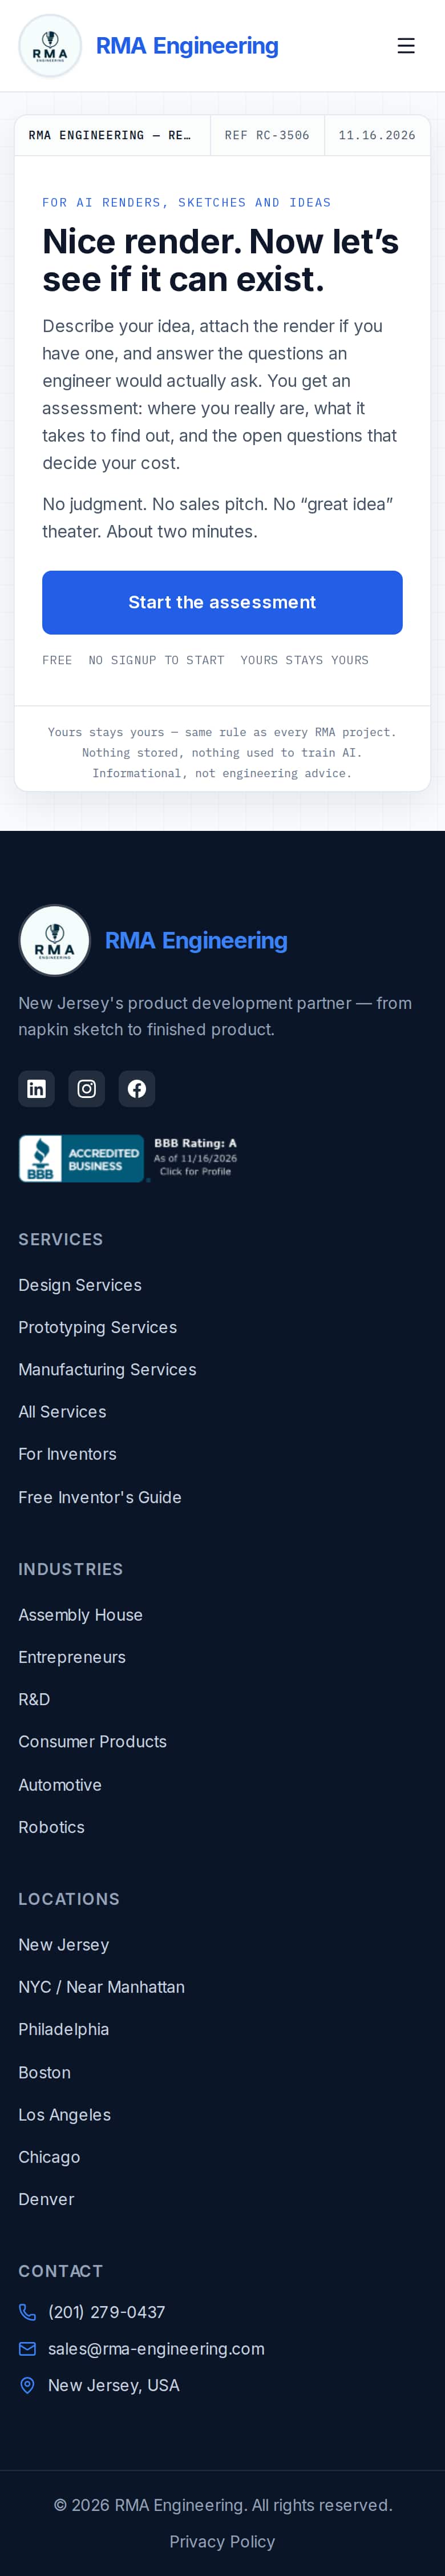 RMA
ENGINEERING
RMA Engineering
RMA ENGINEERING — RE…
REF RC-3506
11.16.2026
FOR AI RENDERS, SKETCHES AND IDEAS
Nice render. Now let’s
see if it can exist.
Describe your idea, attach the render if you
have one, and answer the questions an
engineer would actually ask. You get an
assessment: where you really are, what it
takes to find out, and the open questions that
decide your cost.
No judgment. No sales pitch. No “great idea”
theater. About two minutes.
Start the assessment
FREE NO SIGNUP TO START YOURS STAYS YOURS
Yours stays yours — same rule as every RMA project.
Nothing stored, nothing used to train AI.
Informational, not engineering advice.
RMA
ENGINEERING
RMA Engineering
New Jersey's product development partner — from
napkin sketch to finished product.
BBB
ACCREDITED
BUSINESS
BBB Rating: A
As of 11/16/2026
Click for Profile
SERVICES
Design Services
Prototyping Services
Manufacturing Services
All Services
For Inventors
Free Inventor's Guide
INDUSTRIES
Assembly House
Entrepreneurs
R&D
Consumer Products
Automotive
Robotics
LOCATIONS
New Jersey
NYC / Near Manhattan
Philadelphia
Boston
Los Angeles
Chicago
Denver
CONTACT
(201) 279-0437
sales@rma-engineering.com
New Jersey, USA
© 2026 RMA Engineering. All rights reserved.
Privacy Policy